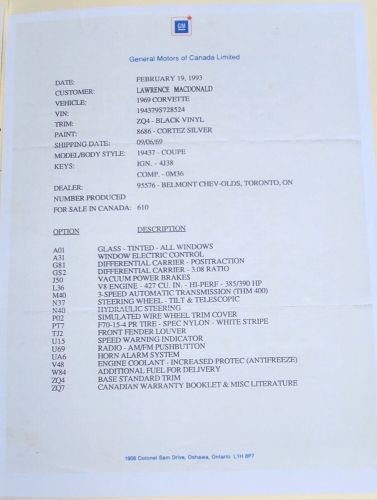 GM
General Motors of Canada Limited
DATE: FEBRUARY 19, 1993
CUSTOMER: LAWRENCE MACDONALD
VEHICLE: 1969 CORVETTE
VIN: 194379S728524
TRIM: ZQ4 - BLACK VINYL
PAINT: 8686 - CORTEZ SILVER
SHIPPING DATE: 09/06/69
MODEL/BODY STYLE: 19437 - COUPE
KEYS: IGN. - 4J38
COMP. - 0M36
DEALER: 95576 - BELMONT CHEV-OLDS, TORONTO, ON
NUMBER PRODUCED
FOR SALE IN CANADA: 610
OPTION DESCRIPTION
A01 GLASS - TINTED - ALL WINDOWS
A31 WINDOW ELECTRIC CONTROL
G81 DIFFERENTIAL CARRIER - POSITRACTION
GS2 DIFFERENTIAL CARRIER - 3.08 RATIO
J50 VACUUM POWER BRAKES
L36 V8 ENGINE - 427 CU. IN. - HI-PERF - 385/390 HP
M40 3-SPEED AUTOMATIC TRANSMISSION (THM 400)
N37 STEERING WHEEL - TILT & TELESCOPIC
N40 HYDRAULIC STEERING
P02 SIMULATED WIRE WHEEL TRIM COVER
PT7 F70-15-4 PR TIRE - SPEC NYLON - WHITE STRIPE
TJ2 FRONT FENDER LOUVER
U15 SPEED WARNING INDICATOR
U69 RADIO - AM/FM PUSHBUTTON
UA6 HORN ALARM SYSTEM
V48 ENGINE COOLANT - INCREASED PROTEC (ANTIFREEZE)
W84 ADDITIONAL FUEL FOR DELIVERY
ZQ4 BASE STANDARD TRIM
ZQ7 CANADIAN WARRANTY BOOKLET & MISC LITERATURE
1908 Colonel Sam Drive, Oshawa, Ontario L1H 8P7